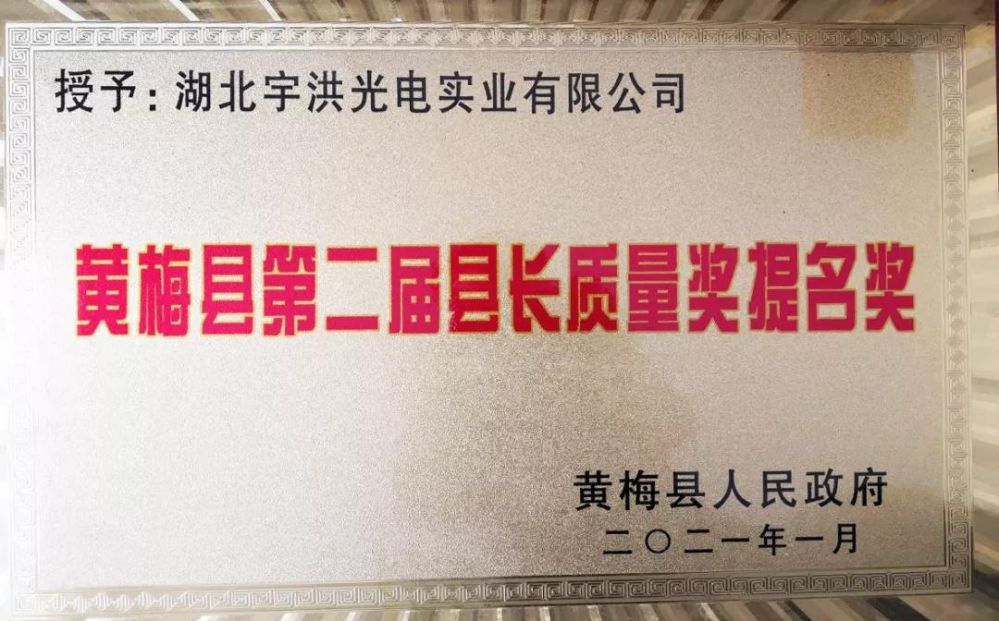 授予：湖北宇洪光电实业有限公司
黄梅县第二届县长质量奖提名奖
黄梅县人民政府
二〇二一年一月